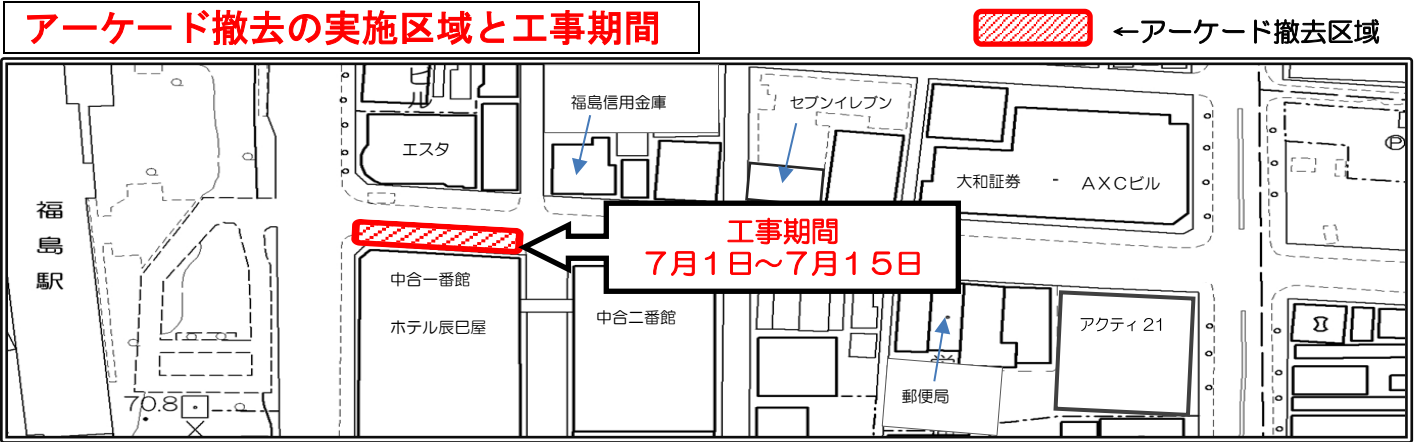 アーケード撤去の実施区域と工事期間
←アーケード撤去区域
ル
福島信用金庫
セブンイレブン
エスタ
大和証券 - AXCビル
P
福島駅
工事期間
7月1日～7月15日
中合一番館
ホテル辰巳屋
中合二番館
アクティ21
郵便局
70.8